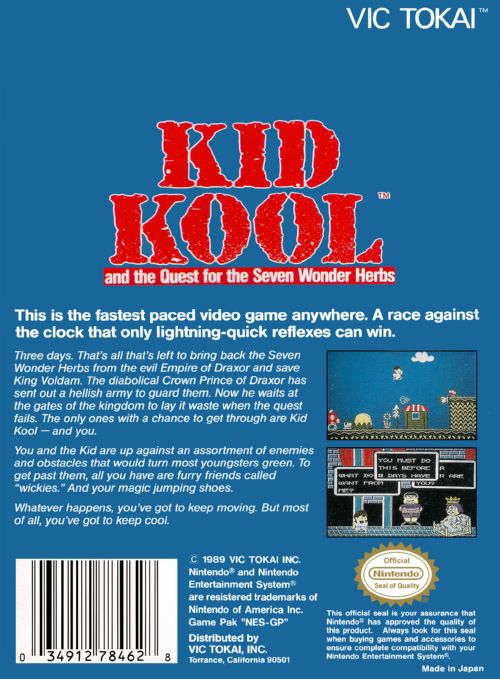 VIC TOKAI™
KID
KOOL™
and the Quest for the Seven Wonder Herbs
This is the fastest paced video game anywhere. A race against
the clock that only lightning-quick reflexes can win.
Three days. That's all that's left to bring back the Seven
Wonder Herbs from the evil Empire of Draxor and save
King Voldam. The diabolical Crown Prince of Draxor has
sent out a hellish army to guard them. Now he waits at
the gates of the kingdom to lay it waste when the quest
fails. The only ones with a chance to get through are Kid
Kool — and you.
You and the Kid are up against an assortment of enemies
and obstacles that would turn most youngsters green. To
get past them, all you have are furry friends called
"wickies." And your magic jumping shoes.
Whatever happens, you've got to keep moving. But most
of all, you've got to keep cool.
YOU MUST DO
THIS BEFORE
WHAT DO 8 DAYS HAVE R ARE
WANT FROM YOU?
ME?
© 1989 VIC TOKAI INC.
Nintendo® and Nintendo
Entertainment System®
are registered trademarks of
Nintendo of America Inc.
Game Pak "NES-GP"
Distributed by
VIC TOKAI, INC.
Torrance, California 90501
0 34912 78462 8
Official
Nintendo
Seal of Quality
This official seal is your assurance that
Nintendo® has approved the quality of
this product. Always look for this seal
when buying games and accessories to
ensure complete compatibility with your
Nintendo Entertainment System®.
Made in Japan